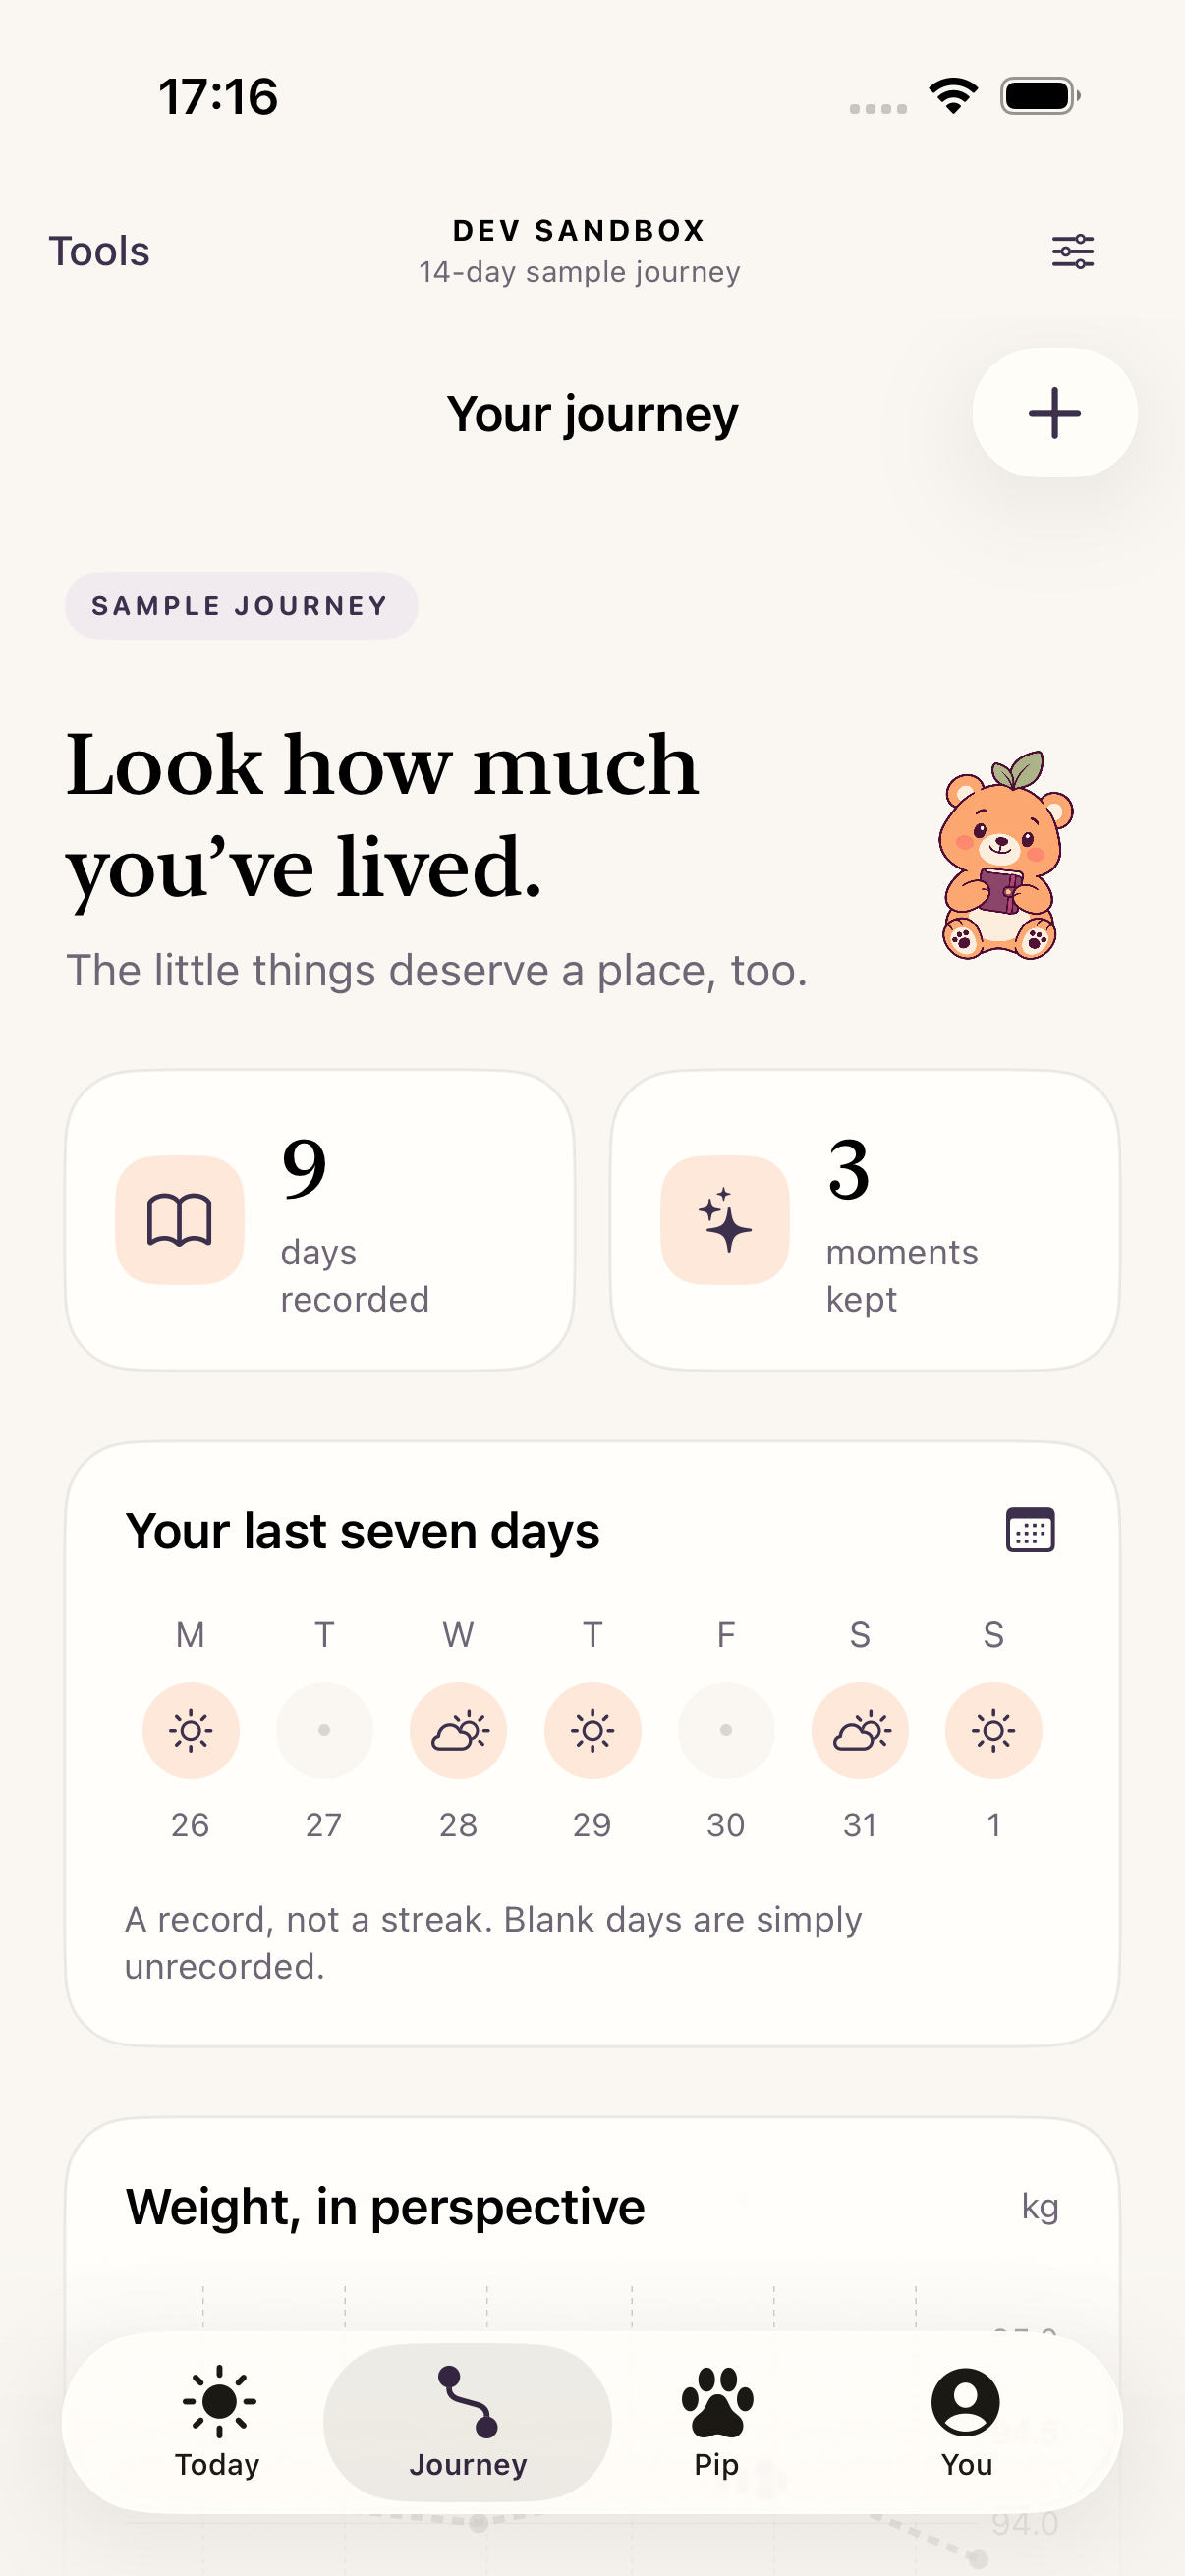 17:16
Tools
DEV SANDBOX
14-day sample journey
Your journey
SAMPLE JOURNEY
Look how much
you’ve lived.
The little things deserve a place, too.
9
days
recorded
3
moments
kept
Your last seven days
M T W T F S S
26 27 28 29 30 31 1
A record, not a streak. Blank days are simply
unrecorded.
Weight, in perspective
kg
94.5
94.0
Today
Journey
Pip
You